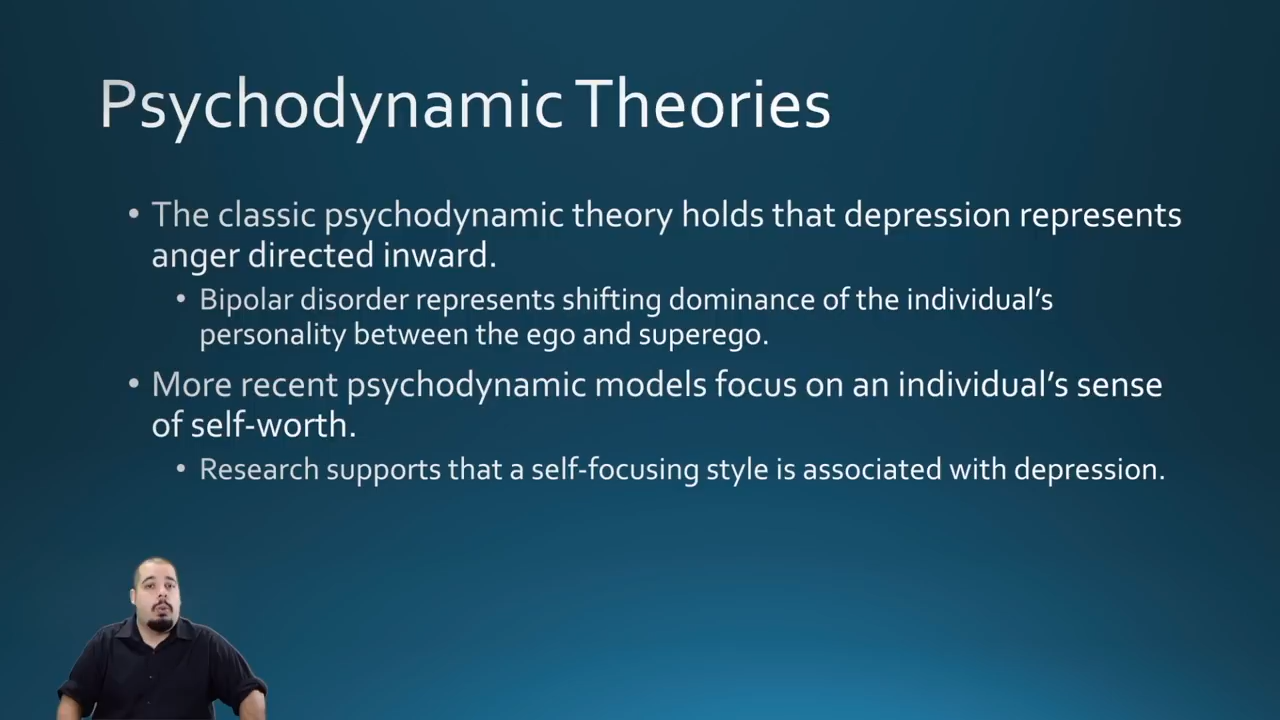 Psychodynamic Theories
• The classic psychodynamic theory holds that depression represents
anger directed inward.
• Bipolar disorder represents shifting dominance of the individual’s
personality between the ego and superego.
• More recent psychodynamic models focus on an individual’s sense
of self-worth.
• Research supports that a self-focusing style is associated with depression.